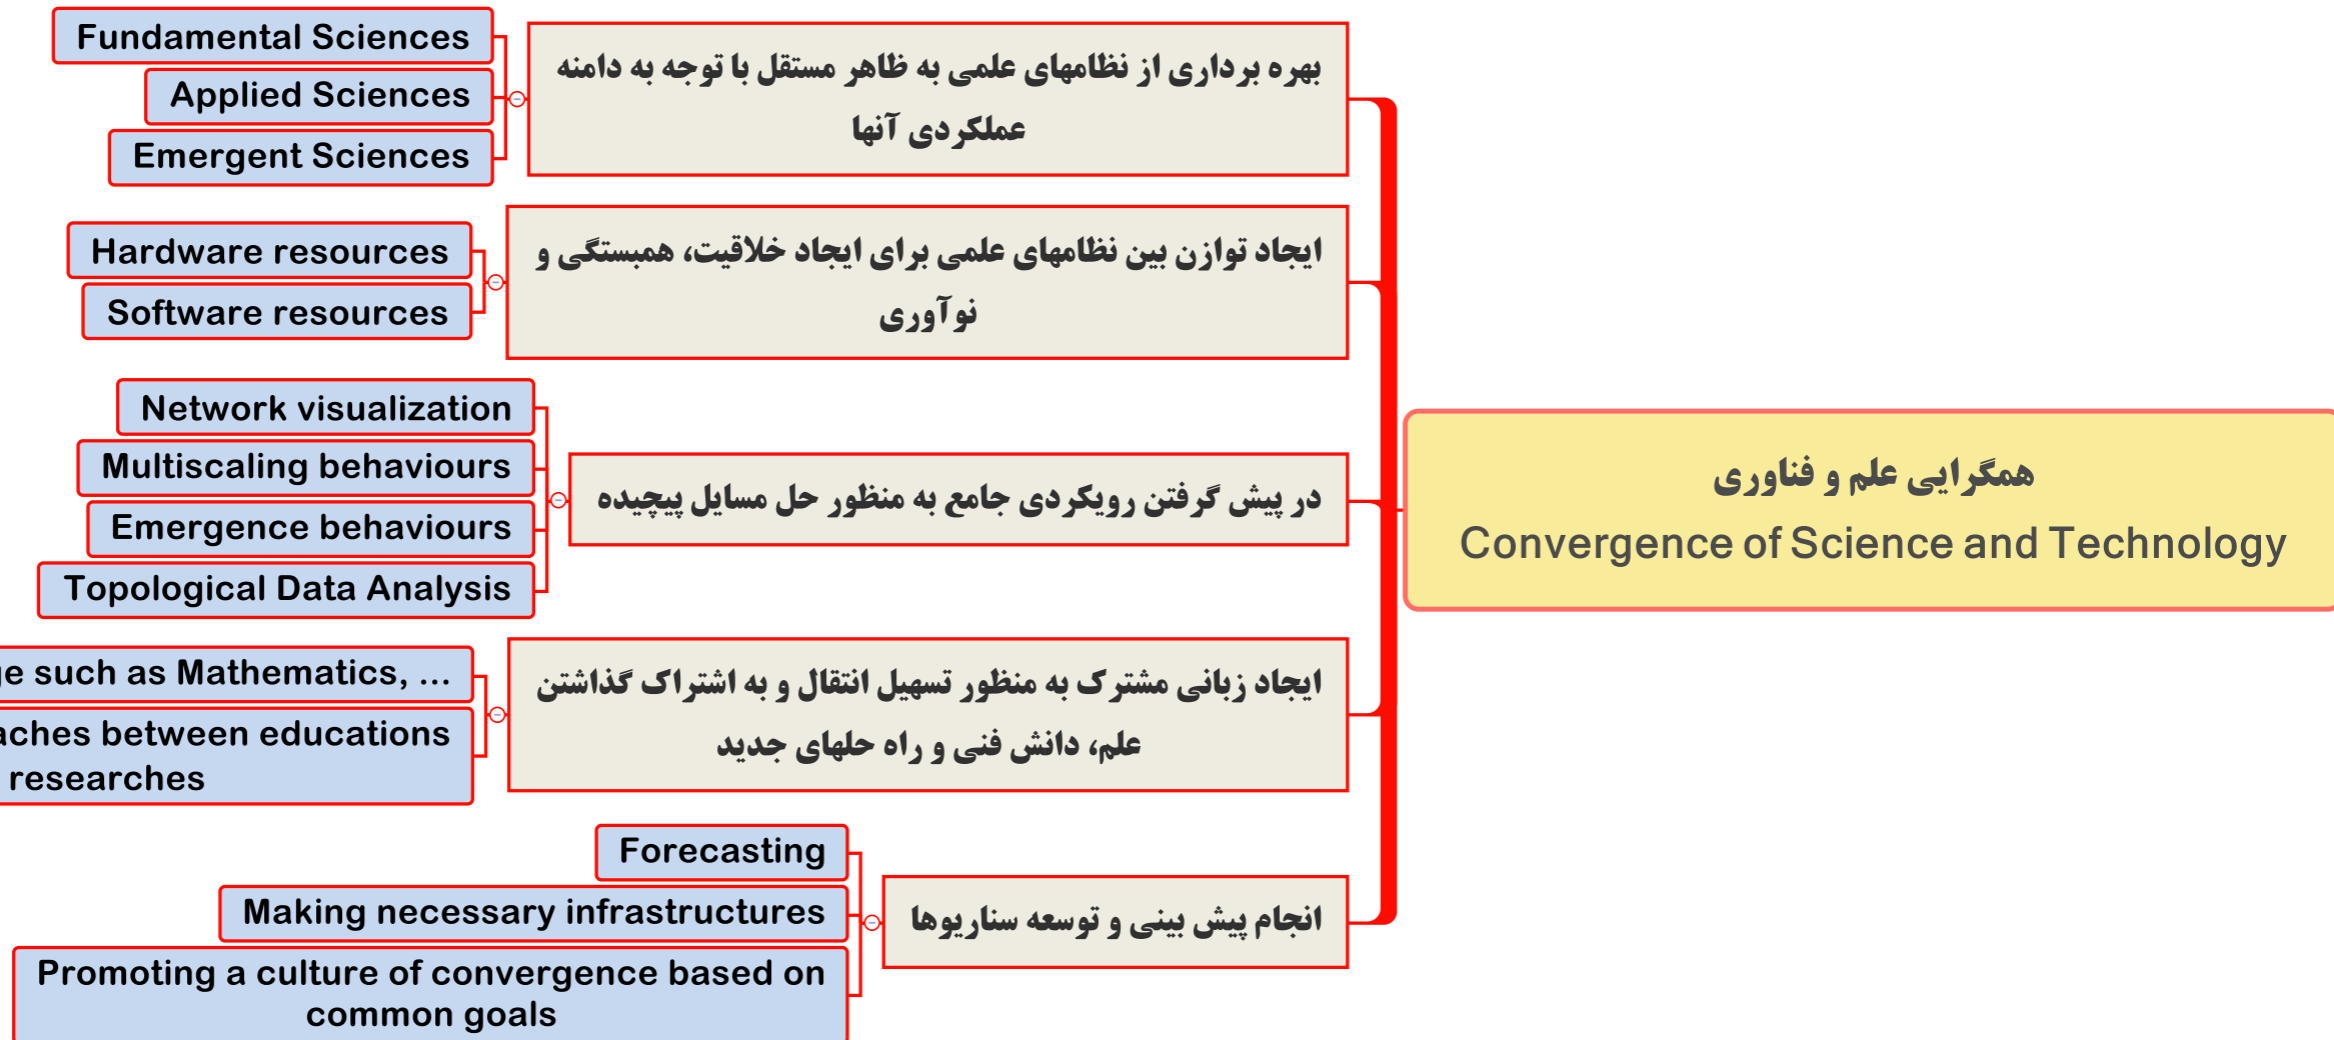 همگرایی علم و فناوری
Convergence of Science and Technology
بهره برداری از نظامهای علمی به ظاهر مستقل با توجه به دامنه
عملکردی آنها
Fundamental Sciences
Applied Sciences
Emergent Sciences
ایجاد توازن بین نظامهای علمی برای ایجاد خلاقیت، همبستگی و
نوآوری
Hardware resources
Software resources
در پیش گرفتن رویکردی جامع به منظور حل مسایل پیچیده
Network visualization
Multiscaling behaviours
Emergence behaviours
Topological Data Analysis
ایجاد زبانی مشترک به منظور تسهیل انتقال و به اشتراک گذاشتن
علم، دانش فنی و راه حلهای جدید
such as Mathematics, ...
between educations
researches
انجام پیش بینی و توسعه سناریوها
Forecasting
Making necessary infrastructures
Promoting a culture of convergence based on
common goals